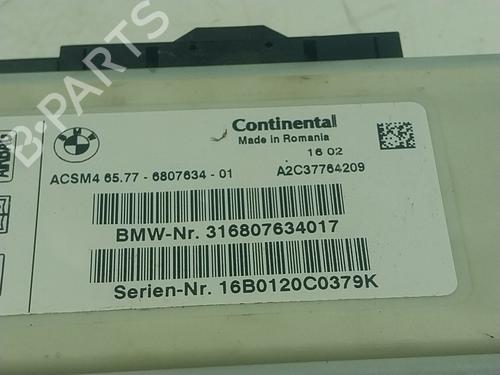 B-PARTS
BMW
Continental
Made in Romania
16 02
ACSM4 65.77 - 6807634 - 01 A2C37764209
BMW-Nr. 316807634017
Serien-Nr. 16B0120C0379K